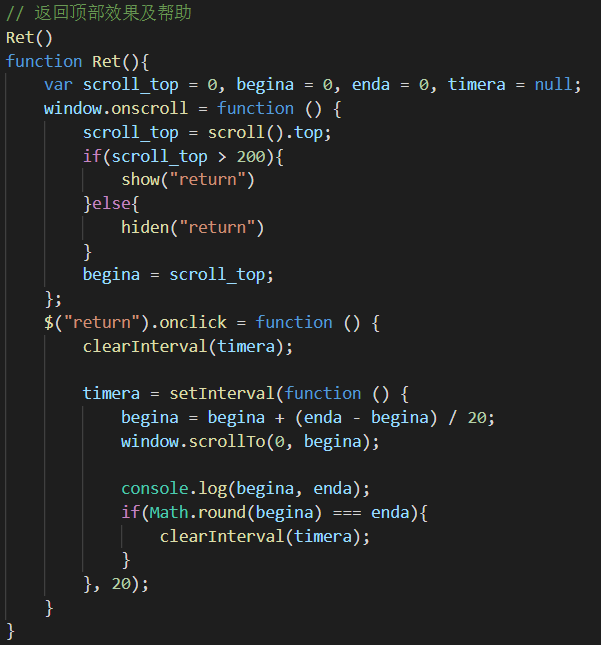 // 返回顶部效果及帮助
Ret()
function Ret(){
    var scroll_top = 0, begina = 0, enda = 0, timera = null;
    window.onscroll = function () {
        scroll_top = scroll().top;
        if(scroll_top > 200){
            show("return")
        }else{
            hiden("return")
        }
        begina = scroll_top;
    };
    $("return").onclick = function () {
        clearInterval(timera);

        timera = setInterval(function () {
            begina = begina + (enda - begina) / 20;
            window.scrollTo(0, begina);

            console.log(begina, enda);
            if(Math.round(begina) === enda){
                clearInterval(timera);
            }
        }, 20);
    }
}